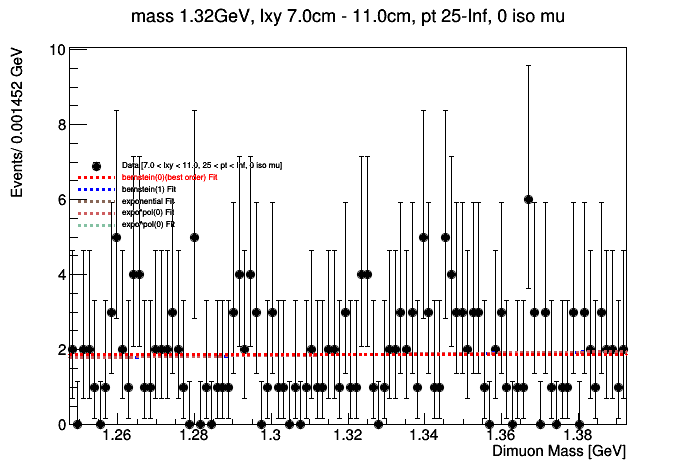 mass 1.32GeV, lxy 7.0cm - 11.0cm, pt 25-Inf, 0 iso mu
Events/ 0.001452 GeV
10
8
6
4
2
0
Data [7.0 < lxy < 11.0, 25 < pt < Inf, 0 iso mu]
bernstein(0)(best order) Fit
bernstein(1) Fit
exponential Fit
expo*pol(0) Fit
expo*pol(0) Fit
1.26 1.28 1.3 1.32 1.34 1.36 1.38
Dimuon Mass [GeV]